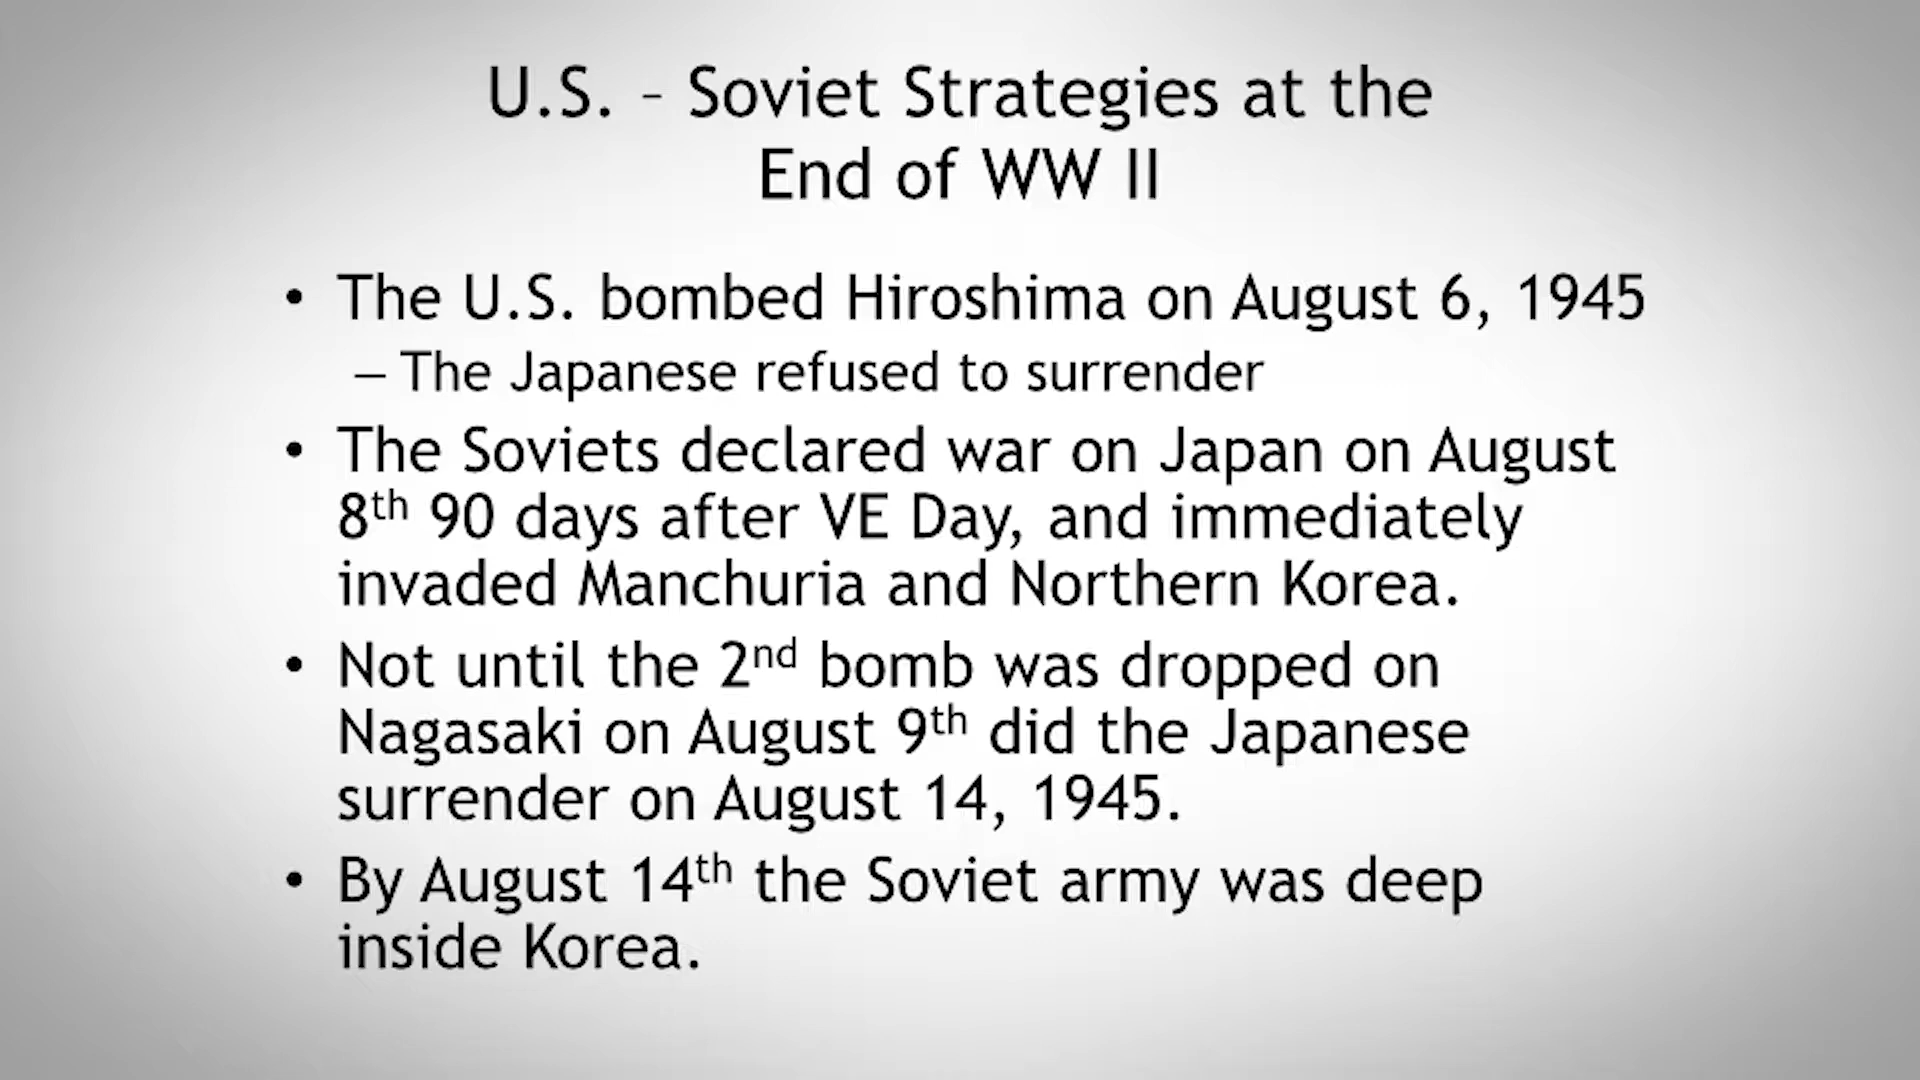 U.S. – Soviet Strategies at the
End of WW II
• The U.S. bombed Hiroshima on August 6, 1945
– The Japanese refused to surrender
• The Soviets declared war on Japan on August
8th 90 days after VE Day, and immediately
invaded Manchuria and Northern Korea.
• Not until the 2nd bomb was dropped on
Nagasaki on August 9th did the Japanese
surrender on August 14, 1945.
• By August 14th the Soviet army was deep
inside Korea.